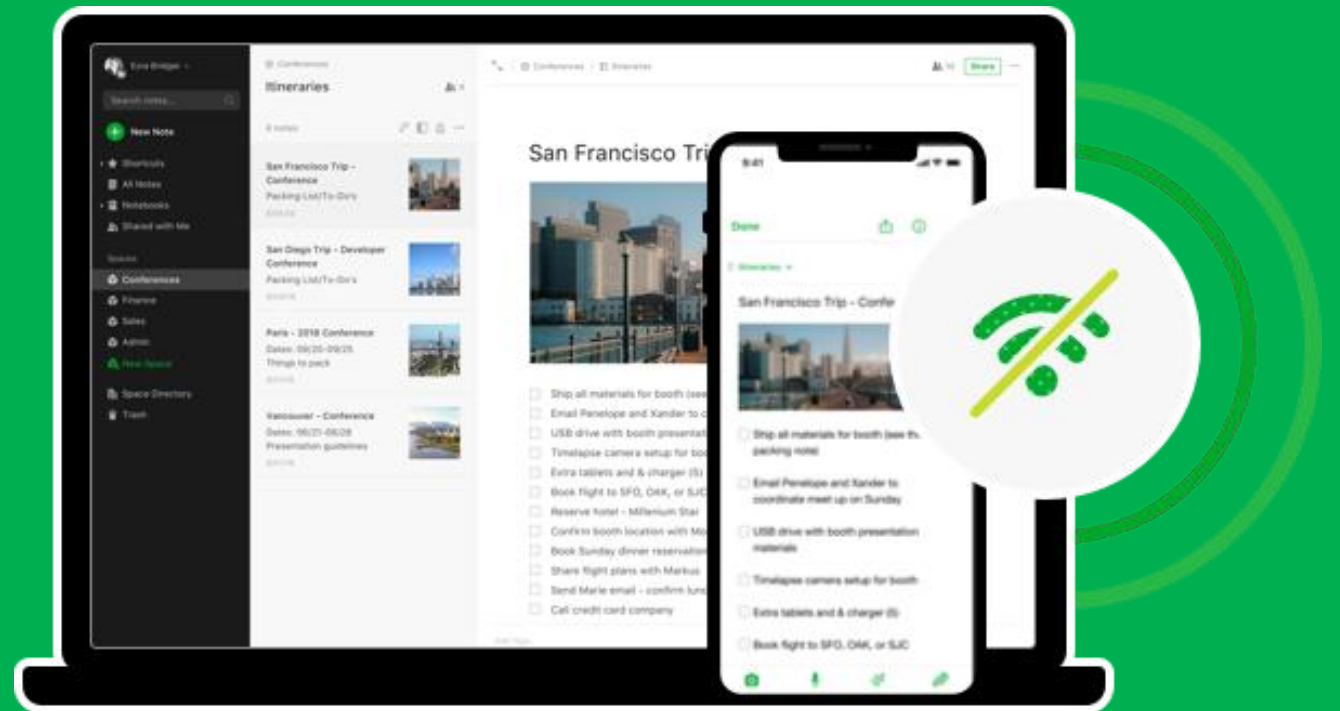 Ezra Bridger
Search notes...
New Note
Shortcuts
All Notes
Notebooks
Shared with Me
Spaces
Conferences
Finance
Sales
Admin
New Space
Space Directory
Trash
Conferences
Itineraries
4 notes
San Francisco Trip -
Conference
Packing List/To-Do's
San Diego Trip - Developer
Conference
Packing List/To-Do's
Paris - 2018 Conference
Dates: 09/20-09/25
Things to pack
Vancouver - Conference
Dates: 06/21-06/28
Presentation guidelines
Conferences
Itineraries
Share
San Francisco Tri
Ship all materials for booth (see
Email Penelope and Xander to c
USB drive with booth presentat
Timelapse camera setup for boo
Extra tablets and & charger (5)
Book flight to SFO, OAK, or SJC
Reserve hotel - Millenium Star
Confirm booth location with Mo
Book Sunday dinner reservation
Share flight plans with Markus
Send Marie email - confirm lunc
Call credit card company
9:41
Done
Itineraries
San Francisco Trip - Confe
Ship all materials for booth (see th
packing note)
Email Penelope and Xander to
coordinate meet up on Sunday
USB drive with booth presentation
materials
Timelapse camera setup for booth
Extra tablets and & charger (5)
Book flight to SFO, OAK, or SJC